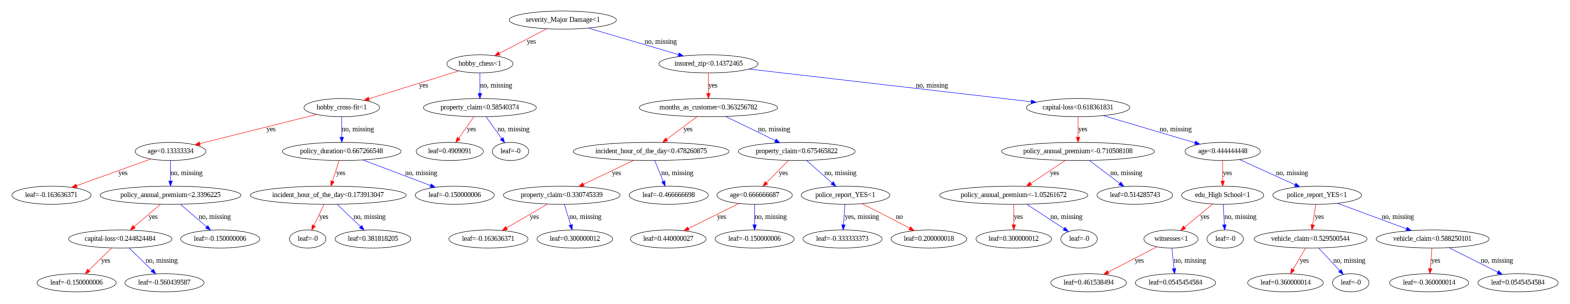 severity_Major Damage<1
yes
no, missing
hobby_chess<1
insured_zip<0.14372465
yes
no, missing
yes
no, missing
hobby_cross-fit<1
property_claim<0.58540374
months_as_customer<0.363256782
capital-loss<0.618361831
yes
no, missing
yes
no, missing
yes
no, missing
yes
no, missing
age<0.13333334
policy_duration<0.667266548
leaf=0.4909091
leaf=-0
incident_hour_of_the_day<0.478260875
property_claim<0.675465822
policy_annual_premium<-0.710508108
age<0.444444448
yes
no, missing
yes
no, missing
yes
no, missing
yes
no, missing
yes
no, missing
yes
no, missing
leaf=-0.163636371
policy_annual_premium<2.3396225
incident_hour_of_the_day<0.173913047
leaf=-0.150000006
property_claim<0.330745339
leaf=-0.466666698
age<0.666666687
police_report_YES<1
policy_annual_premium<-1.05261672
leaf=0.514285743
edu_High School<1
police_report_YES<1
yes
no, missing
yes
no, missing
yes
no, missing
yes
no, missing
yes, missing
no
yes
no, missing
yes
no, missing
yes
no, missing
capital-loss<0.244824484
leaf=-0.150000006
leaf=-0
leaf=0.381818205
leaf=-0.163636371
leaf=0.300000012
leaf=0.440000027
leaf=-0.150000006
leaf=-0.333333373
leaf=0.200000018
leaf=0.300000012
leaf=-0
witnesses<1
leaf=-0
vehicle_claim<0.529500544
vehicle_claim<0.588250101
yes
no, missing
yes
no, missing
yes
no, missing
yes
no, missing
leaf=-0.150000006
leaf=-0.560439587
leaf=0.461538494
leaf=0.0545454584
leaf=0.360000014
leaf=-0
leaf=-0.360000014
leaf=0.0545454584